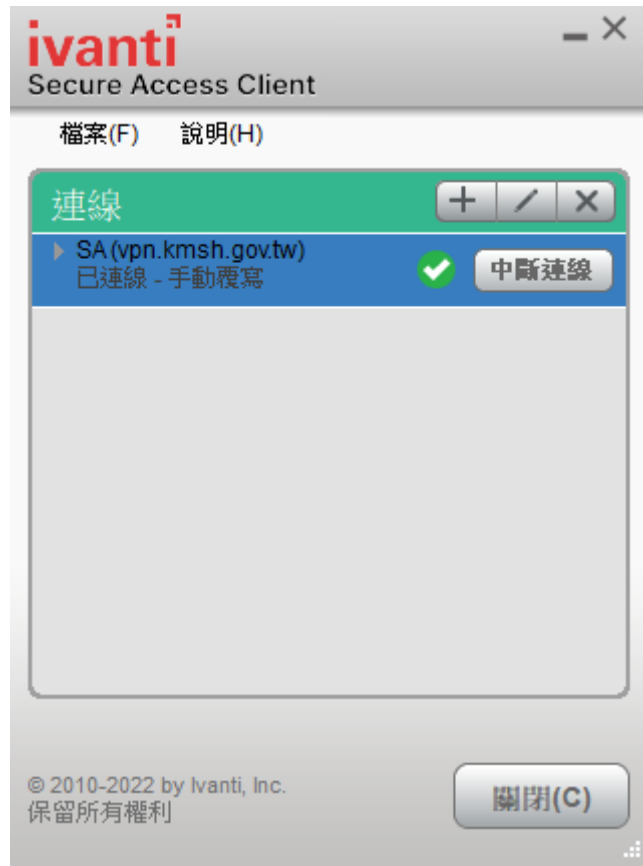 ivanti
Secure Access Client
檔案(F) 說明(H)
連線
SA (vpn.kmsh.gov.tw)
已連線 - 手動覆寫
中斷連線
© 2010-2022 by Ivanti, Inc.
保留所有權利
關閉(C)